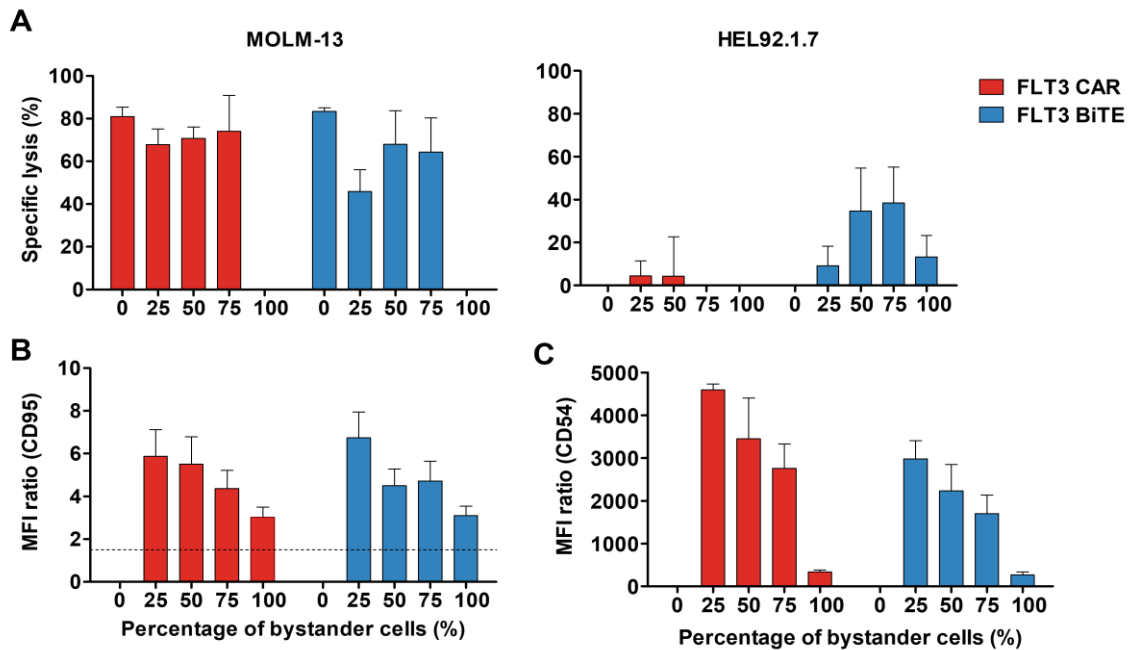 A
MOLM-13
HEL92.1.7
FLT3 CAR
FLT3 BiTE
Specific lysis (%)
100
80
60
40
20
0
0 25 50 75 100 0 25 50 75 100
100
80
60
40
20
0
0 25 50 75 100 0 25 50 75 100
B
MFI ratio (CD95)
10
8
6
4
2
0
0 25 50 75 100 0 25 50 75 100
Percentage of bystander cells (%)
C
MFI ratio (CD54)
5000
4000
3000
2000
1000
0
0 25 50 75 100 0 25 50 75 100
Percentage of bystander cells (%)